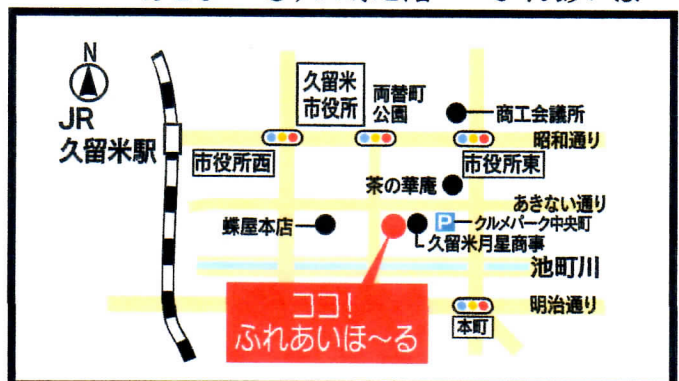 N
JR
久留米駅
久留米
市役所
両替町
公園
商工会議所
昭和通り
市役所西
市役所東
茶の華庵
あきない通り
蝶屋本店
P
クルメパーク中央町
久留米月星商事
池町川
ココ!
ふれあいほ〜る
明治通り
本町